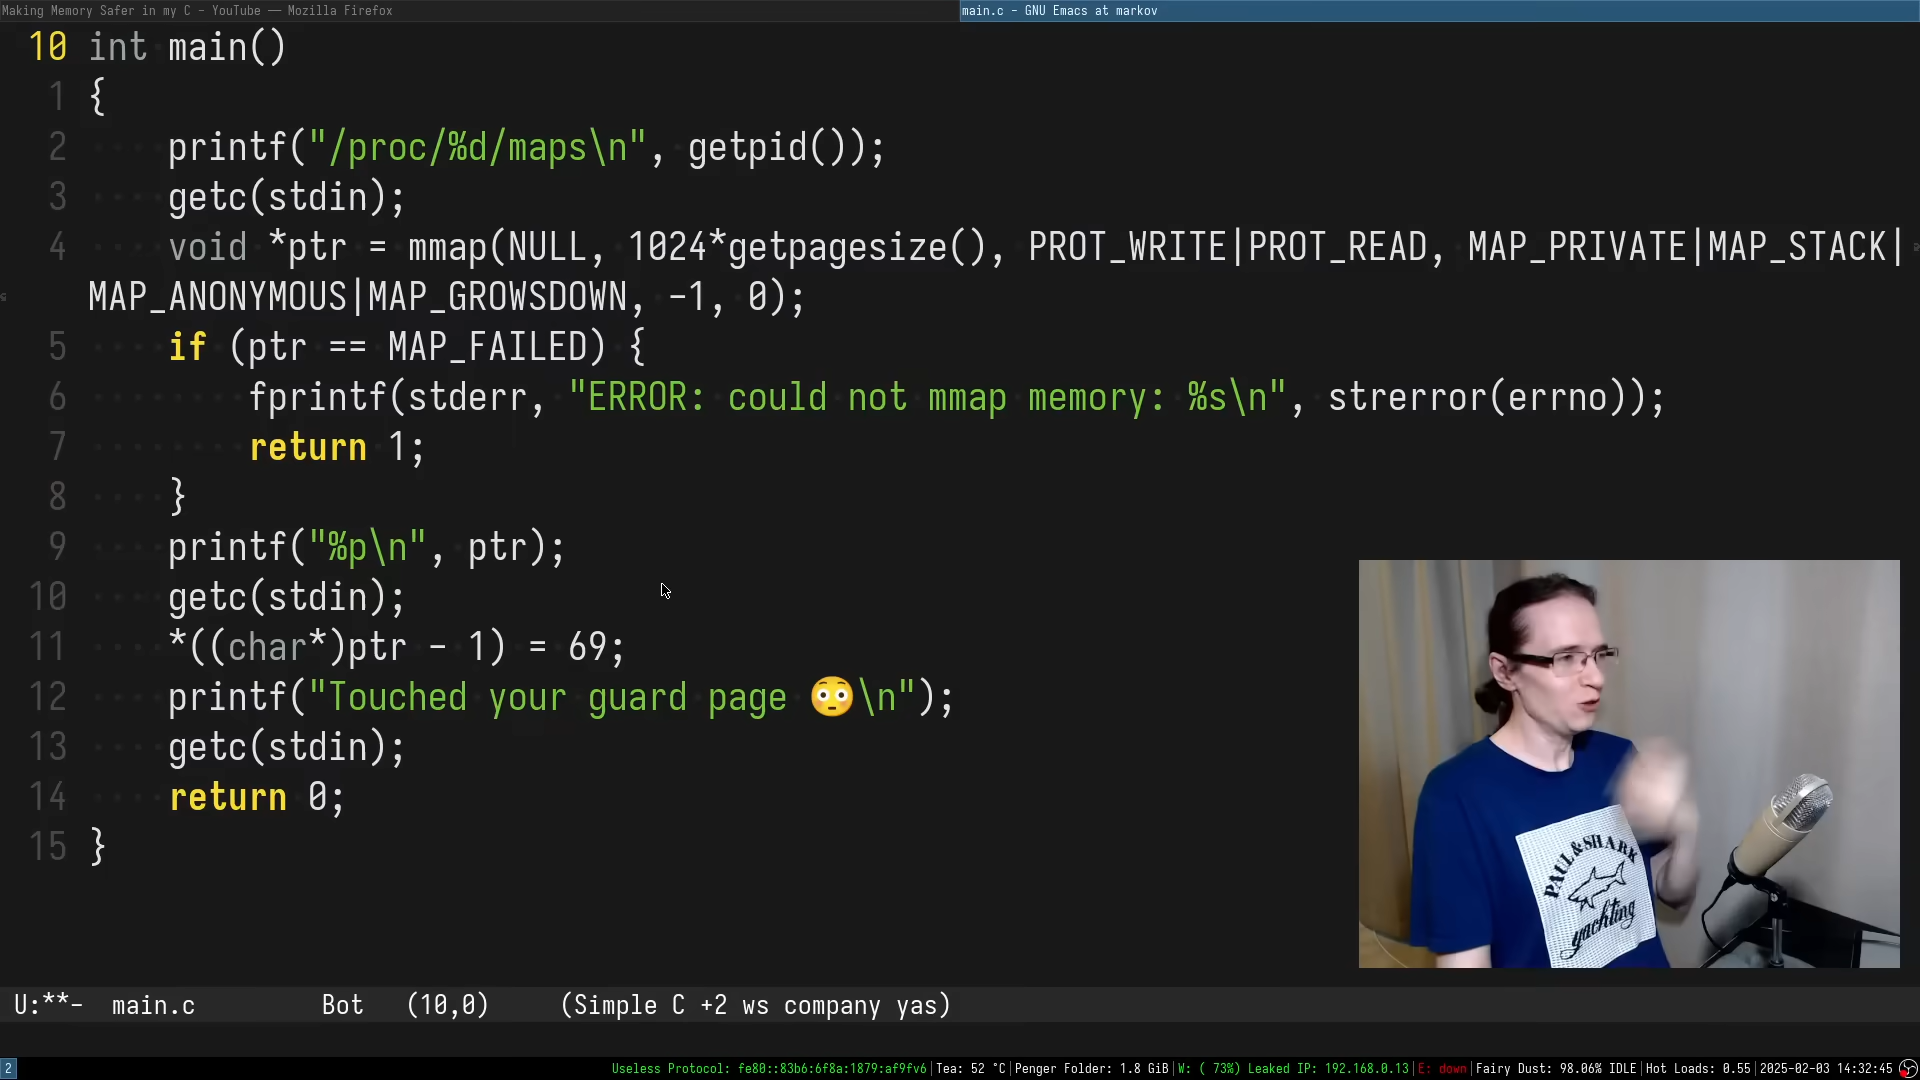 Making Memory Safer in my C - YouTube — Mozilla Firefox
main.c - GNU Emacs at markov
10 int main()
1 {
2 printf("/proc/%d/maps\n", getpid());
3 getc(stdin);
4 void *ptr = mmap(NULL, 1024*getpagesize(), PROT_WRITE|PROT_READ, MAP_PRIVATE|MAP_STACK|
MAP_ANONYMOUS|MAP_GROWSDOWN, -1, 0);
5 if (ptr == MAP_FAILED) {
6 fprintf(stderr, "ERROR: could not mmap memory: %s\n", strerror(errno));
7 return 1;
8 }
9 printf("%p\n", ptr);
10 getc(stdin);
11 *((char*)ptr - 1) = 69;
12 printf("Touched your guard page 😳\n");
13 getc(stdin);
14 return 0;
15 }
PAUL & SHARK
yachting
U:**- main.c Bot (10,0) (Simple C +2 ws company yas)
2 Useless Protocol: fe80::83b6:6f8a:1879:af9fv6|Tea: 52 °C|Penger Folder: 1.8 GiB|W: ( 73%) Leaked IP: 192.168.0.13|E: down|Fairy Dust: 98.06% IDLE|Hot Loads: 0.55|2025-02-03 14:32:45